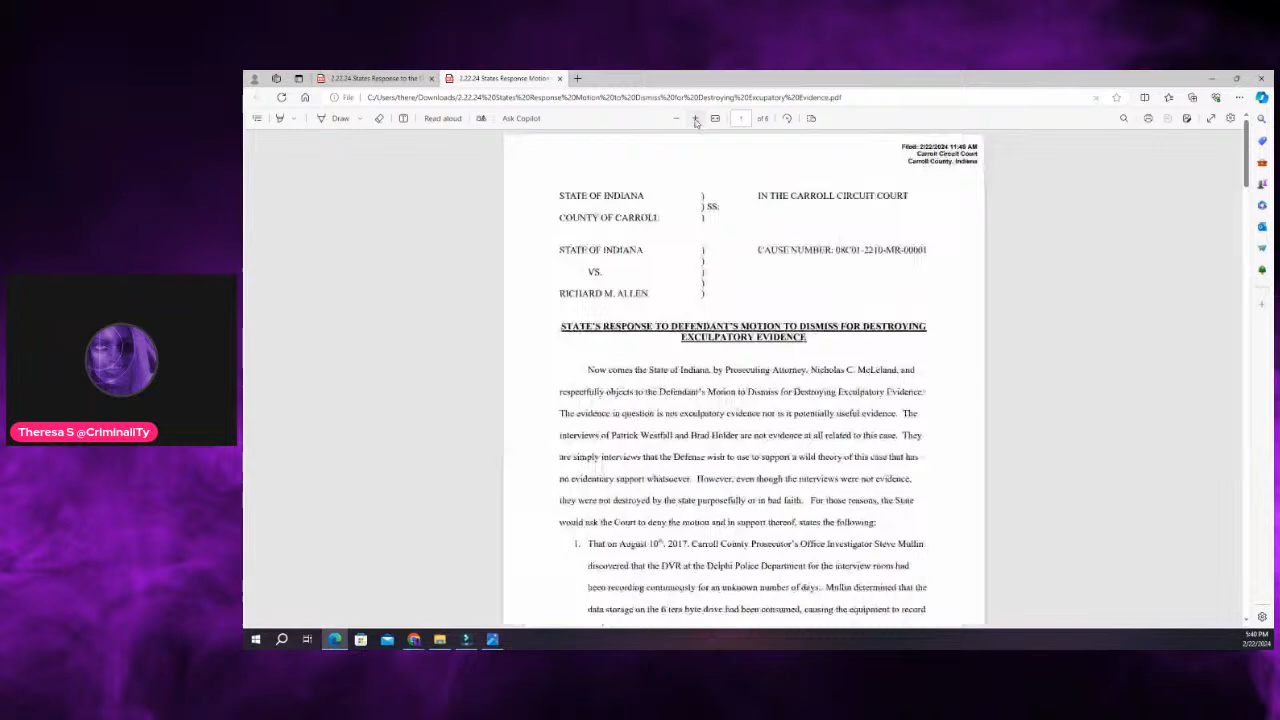 2.22.24 States Response to the D
2.22.24 States Response Motion
File
C:/Users/there/Downloads/2.22.24%20States%20Response%20Motion%20to%20Dismiss%20for%20Destroying%20Excupatory%20Evidence.pdf
Draw
Read aloud
Ask Copilot
1
of 6
Filed: 2/22/2024 11:48 AM
Carroll Circuit Court
Carroll County, Indiana
STATE OF INDIANA ) IN THE CARROLL CIRCUIT COURT
) SS:
COUNTY OF CARROLL )
STATE OF INDIANA ) CAUSE NUMBER: 08C01-2210-MR-00001
)
VS. )
)
RICHARD M. ALLEN )
STATE'S RESPONSE TO DEFENDANT'S MOTION TO DISMISS FOR DESTROYING
EXCULPATORY EVIDENCE
Now comes the State of Indiana, by Prosecuting Attorney, Nicholas C. McLeland, and
respectfully objects to the Defendant's Motion to Dismiss for Destroying Exculpatory Evidence.
The evidence in question is not exculpatory evidence nor is it potentially useful evidence. The
interviews of Patrick Westfall and Brad Holder are not evidence at all related to this case. They
are simply interviews that the Defense wish to use to support a wild theory of this case that has
no evidentiary support whatsoever. However, even though the interviews were not evidence,
they were not destroyed by the state purposefully or in bad faith. For those reasons, the State
would ask the Court to deny the motion and in support thereof, states the following:
1. That on August 10th, 2017, Carroll County Prosecutor's Office Investigator Steve Mullin
discovered that the DVR at the Delphi Police Department for the interview room had
been recording continuously for an unknown number of days. Mullin determined that the
data storage on the 6 tera byte drive had been consumed, causing the equipment to record
Theresa S @CriminaliTy
5:40 PM
2/22/2024